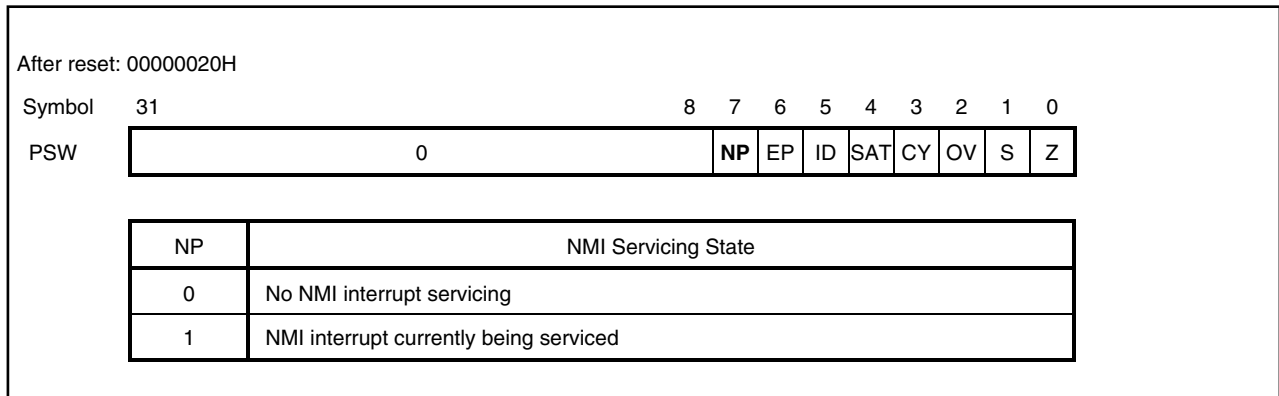 After reset: 00000020H
Symbol 31 8 7 6 5 4 3 2 1 0
PSW 0 NP EP ID SAT CY OV S Z
NP NMI Servicing State
0 No NMI interrupt servicing
1 NMI interrupt currently being serviced